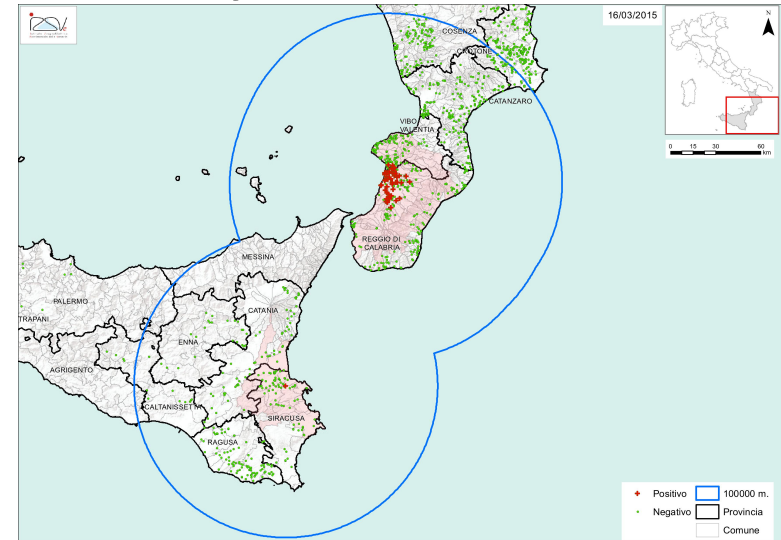 16/03/2015
N
COSENZA
CROTONE
CATANZARO
VIBO
VALENTIA
0 15 30 60
km
REGGIO DI
CALABRIA
MESSINA
PALERMO
TRAPANI
CATANIA
ENNA
AGRIGENTO
CALTANISSETT
SIRACUSA
RAGUSA
Positivo 100000 m.
Negativo Provincia
Comune